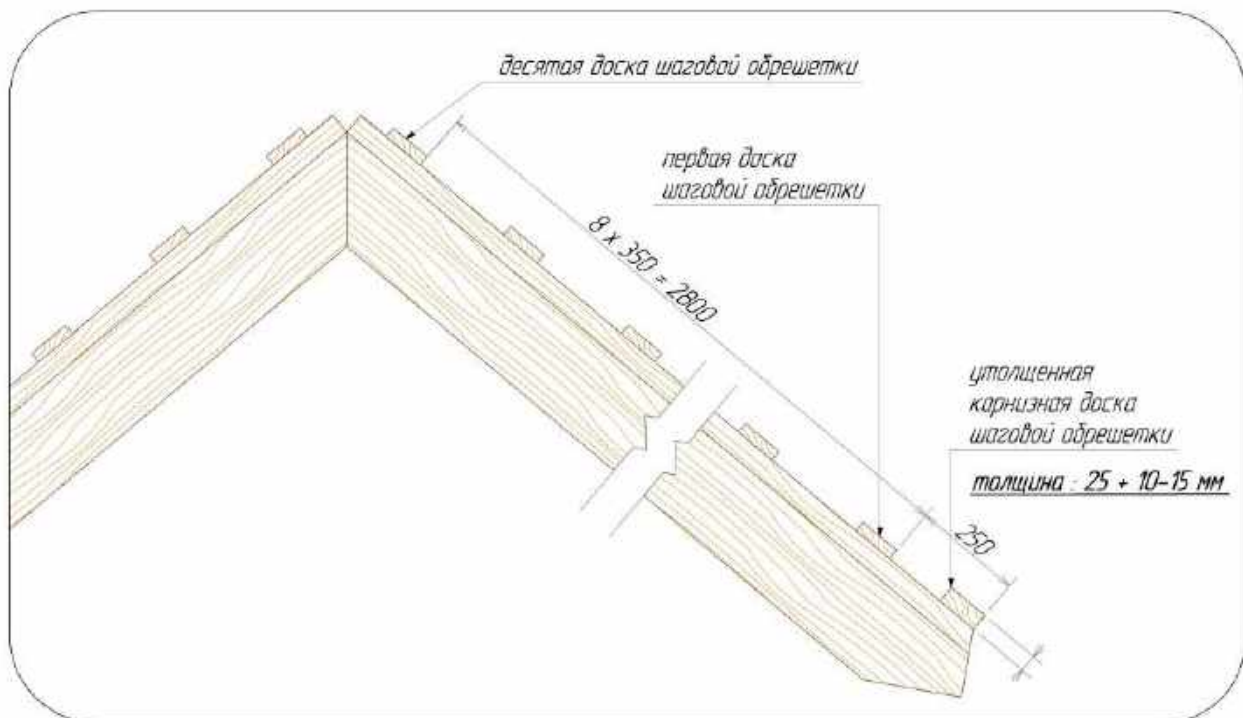 десятая доска шаговой обрешетки
первая доска
шаговой обрешетки
8 x 350 = 2800
утолщенная
карнизная доска
шаговой обрешетки
толщина : 25 + 10-15 мм
250